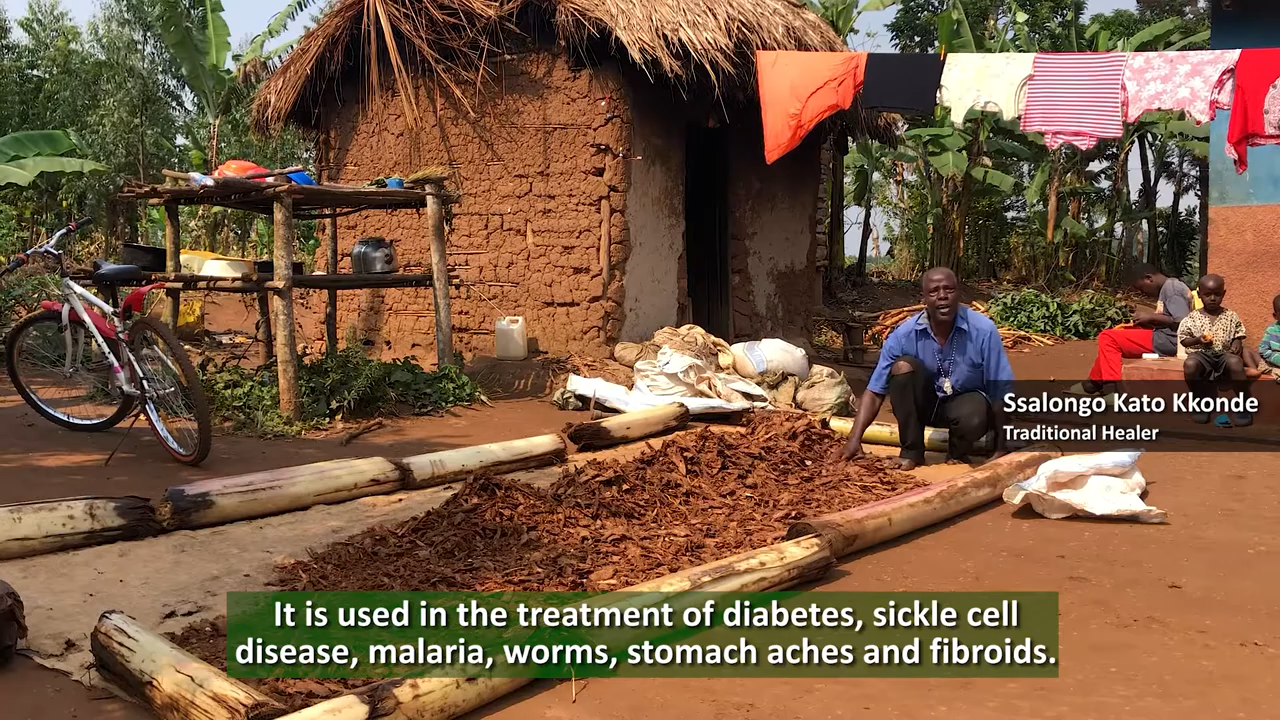 Ssalongo Kato Kkonde
Traditional Healer
It is used in the treatment of diabetes, sickle cell
disease, malaria, worms, stomach aches and fibroids.